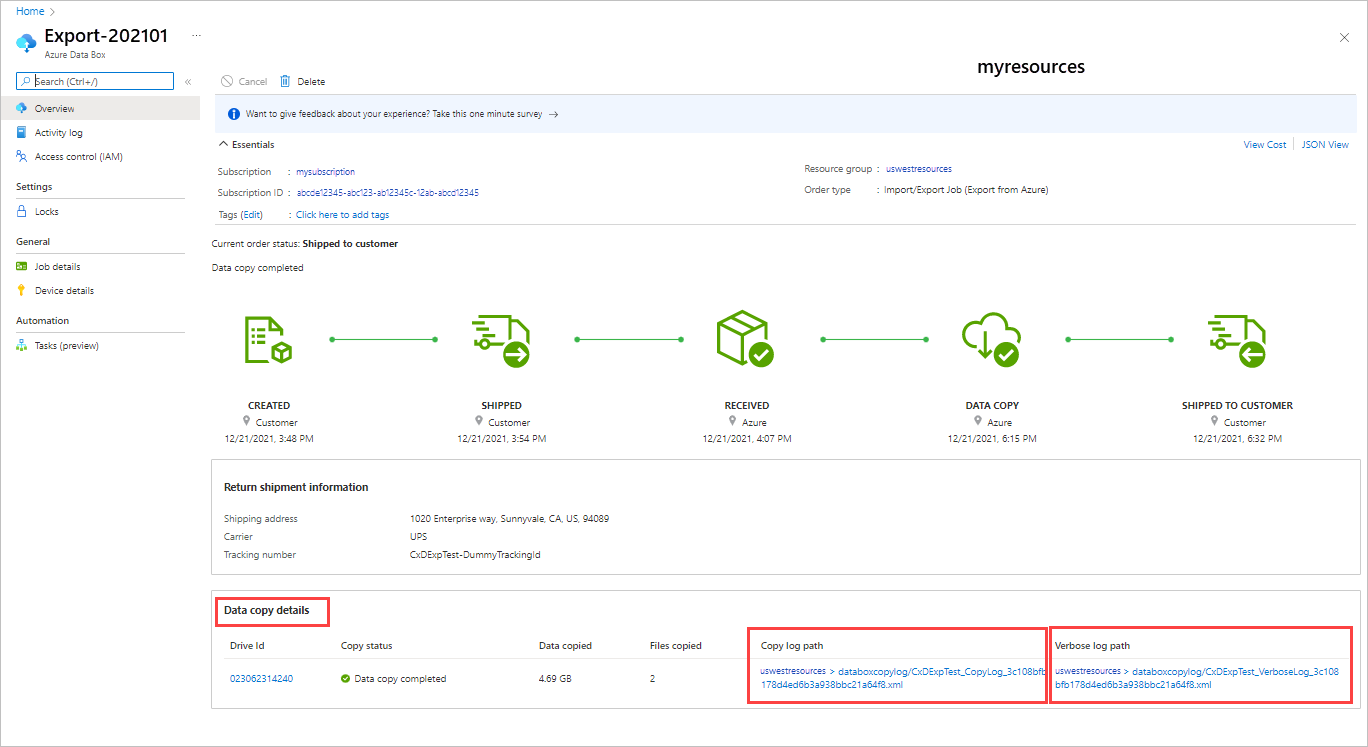 Home >
Export-202101 ...
Azure Data Box
myresources
Search (Ctrl+/) «
Cancel Delete
Overview
Activity log
Access control (IAM)
Settings
Locks
General
Job details
Device details
Automation
Tasks (preview)
Want to give feedback about your experience? Take this one minute survey →
Essentials
View Cost JSON View
Subscription : mysubscription
Subscription ID : abcde12345-abc123-ab12345c-12ab-abcd12345
Tags (Edit) : Click here to add tags
Resource group : uswestresources
Order type : Import/Export Job (Export from Azure)
Current order status: Shipped to customer
Data copy completed
CREATED
Customer
12/21/2021, 3:48 PM
SHIPPED
Customer
12/21/2021, 3:54 PM
RECEIVED
Azure
12/21/2021, 4:07 PM
DATA COPY
Azure
12/21/2021, 6:15 PM
SHIPPED TO CUSTOMER
Customer
12/21/2021, 6:32 PM
Return shipment information
Shipping address 1020 Enterprise way, Sunnyvale, CA, US, 94089
Carrier UPS
Tracking number CxDExpTest-DummyTrackingId
Data copy details
Drive Id Copy status Data copied Files copied Copy log path Verbose log path
023062314240 Data copy completed 4.69 GB 2
uswestresources > databoxcopylog/CxDExpTest_CopyLog_3c108bfb
178d4ed6b3a938bbc21a64f8.xml
uswestresources > databoxcopylog/CxDExpTest_VerboseLog_3c108
bfb178d4ed6b3a938bbc21a64f8.xml